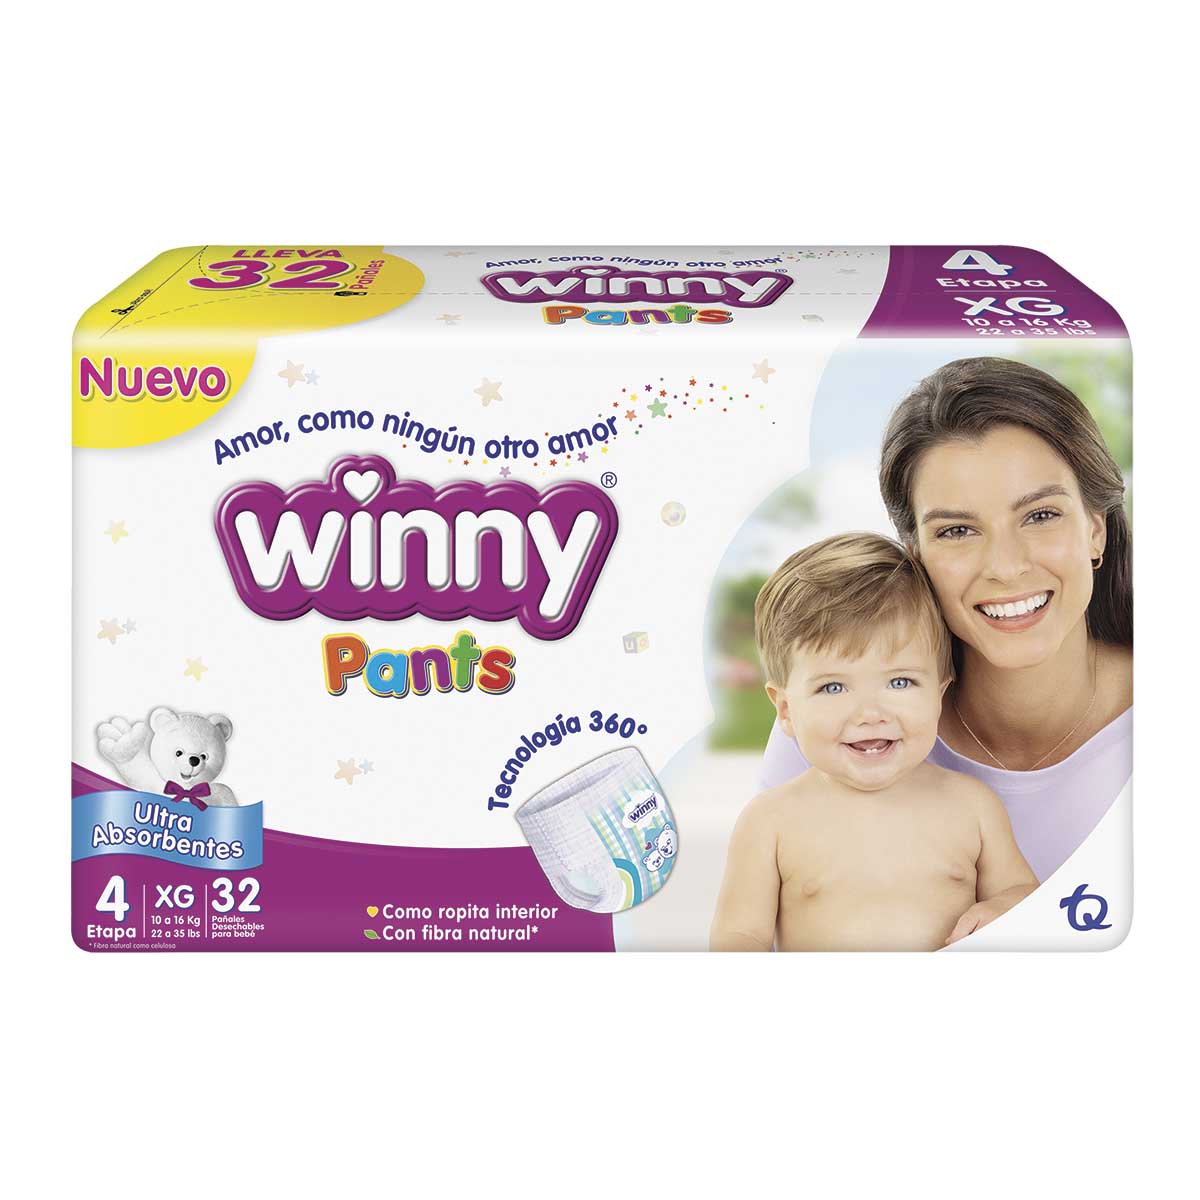 LLEVA
32 Pañales
Amor, como ningún otro amor
winny®
Pants
4
Etapa
XG
10 a 16 Kg
22 a 35 lbs
Nuevo
Amor, como ningún otro amor
winny®
Pants
Tecnología 360°
winny
Ultra
Absorbentes
4
Etapa
XG
10 a 16 Kg
22 a 35 lbs
32
Pañales
Desechables
para bebé
* Fibra natural como celulosa
Como ropita interior
Con fibra natural*
TQ